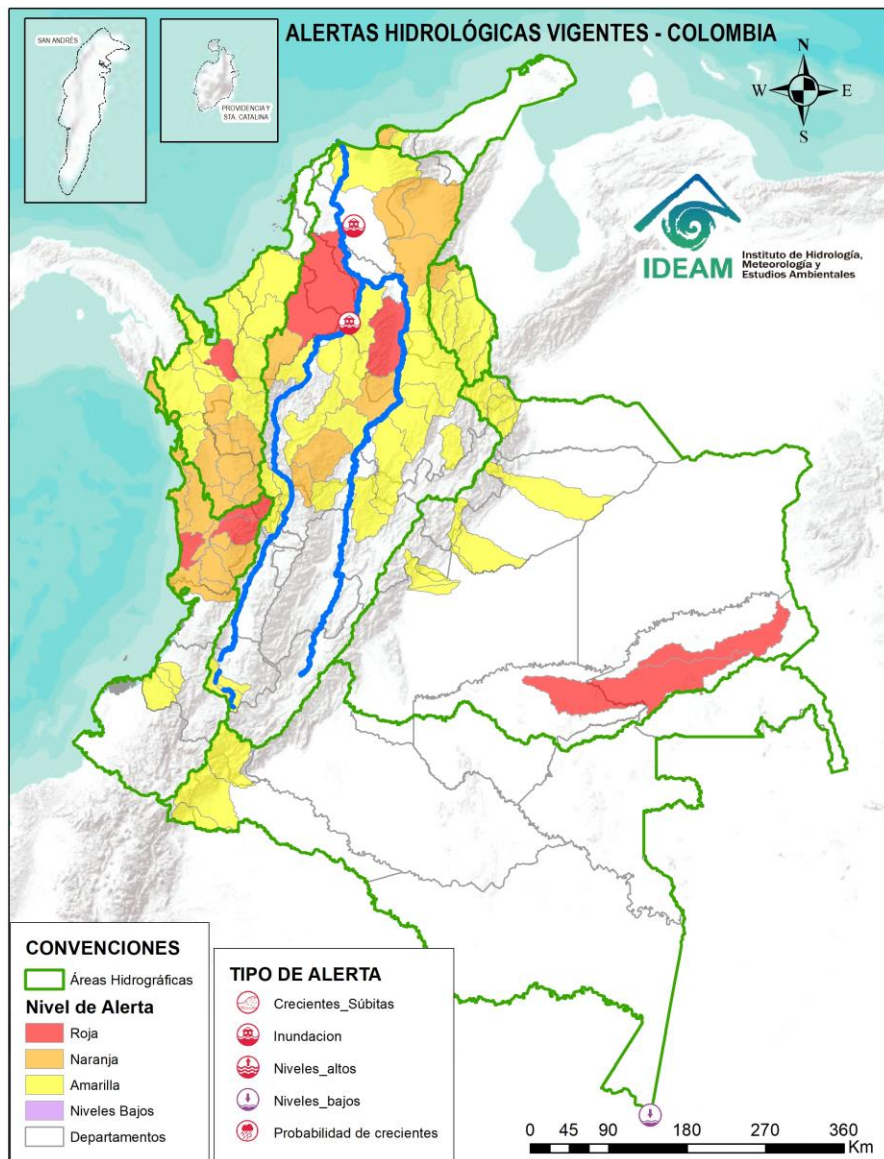 ALERTAS HIDROLÓGICAS VIGENTES - COLOMBIA
SAN ANDRÉS
PROVIDENCIA Y
STA. CATALINA
N
W
E
S
IDEAM
Instituto de Hidrología,
Meteorología y
Estudios Ambientales
CONVENCIONES
Áreas Hidrográficas
Nivel de Alerta
Roja
Naranja
Amarilla
Niveles Bajos
Departamentos
TIPO DE ALERTA
Crecientes_Súbitas
Inundacion
Niveles_altos
Niveles_bajos
Probabilidad de crecientes
0 45 90 180 270 360
Km